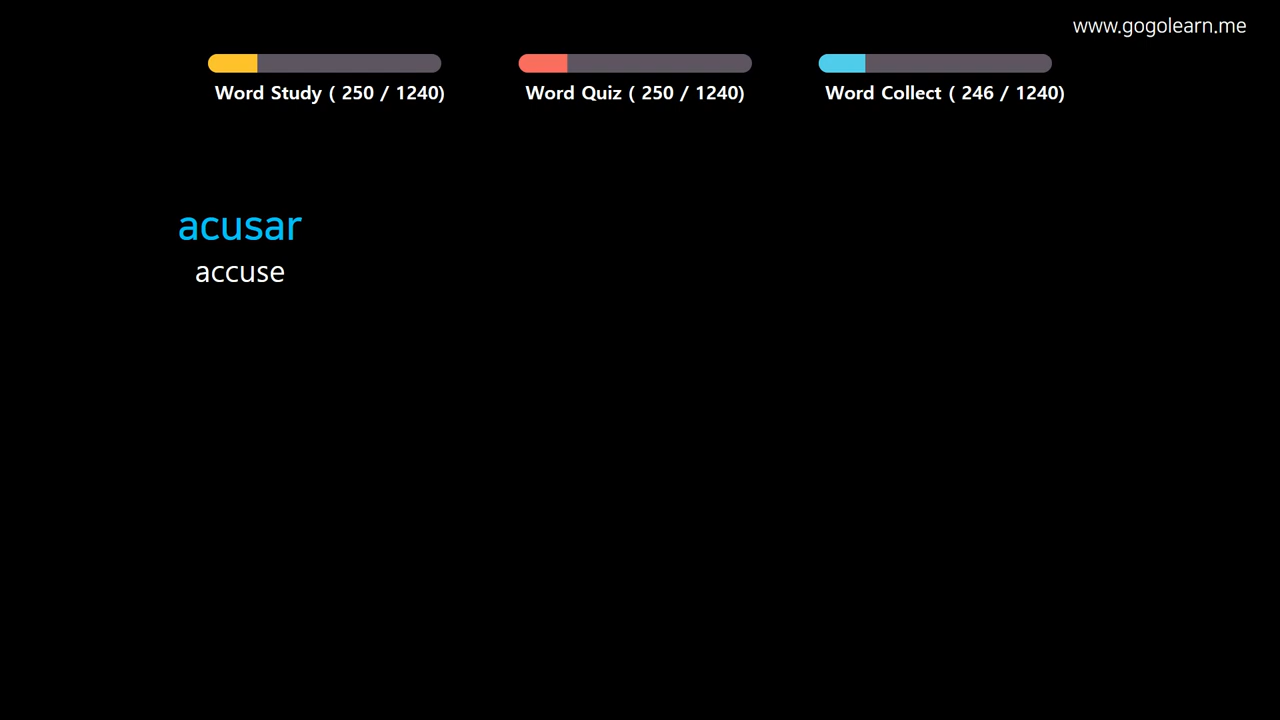 www.gogolearn.me
Word Study ( 250 / 1240)
Word Quiz ( 250 / 1240)
Word Collect ( 246 / 1240)
acusar
accuse